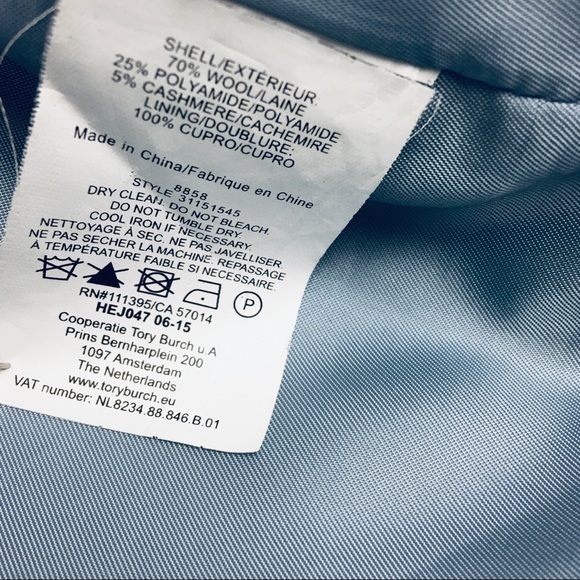 SHELL/EXTÉRIEUR
70% WOOL/LAINE
25% POLYAMIDE/POLYAMIDE
5% CASHMERE/CACHEMIRE
LINING/DOUBLURE:
100% CUPRO/CUPRO
Made in China/Fabrique en Chine
8858
STYLE 31151545
DRY CLEAN. DO NOT BLEACH.
DO NOT TUMBLE DRY.
COOL IRON IF NECESSARY.
NETTOYAGE À SEC. NE PAS JAVELLISER.
NE PAS SECHER LA MACHINE. REPASSAGE
À TEMPÉRATURE FAIBLE SI NECESSAIRE.
P
RN#111395/CA 57014
HEJ047 06-15
Cooperatie Tory Burch u.A
Prins Bernharplein 200
1097 Amsterdam
The Netherlands
www.toryburch.eu
VAT number: NL8234.88.846.B.01